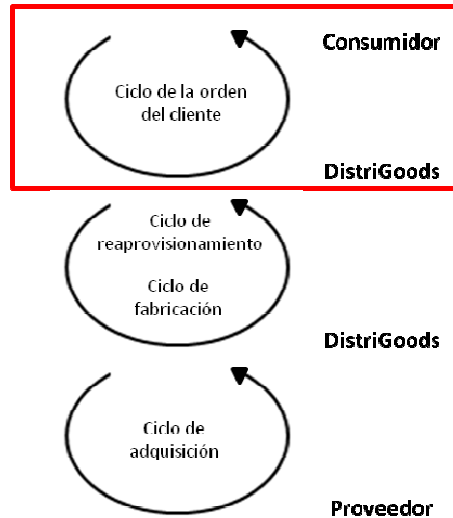 Consumidor
Ciclo de la orden
del cliente
DistriGoods
Ciclo de
reaprovisionamiento
Ciclo de
fabricación
DistriGoods
Ciclo de
adquisición
Proveedor